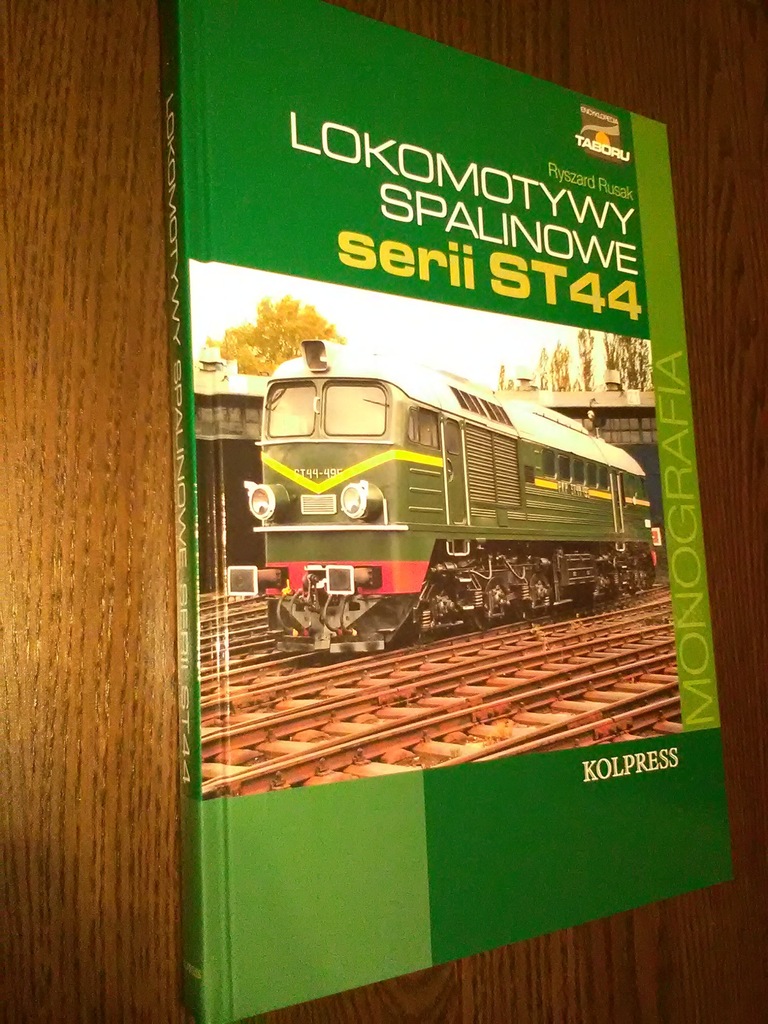 ENCYKLOPEDIA
TABORU
Ryszard Rusak
LOKOMOTYWY
SPALINOWE
serii ST44
MONOGRAFIA
KOLPRESS
LOKOMOTYWY SPALINOWE SERII ST44